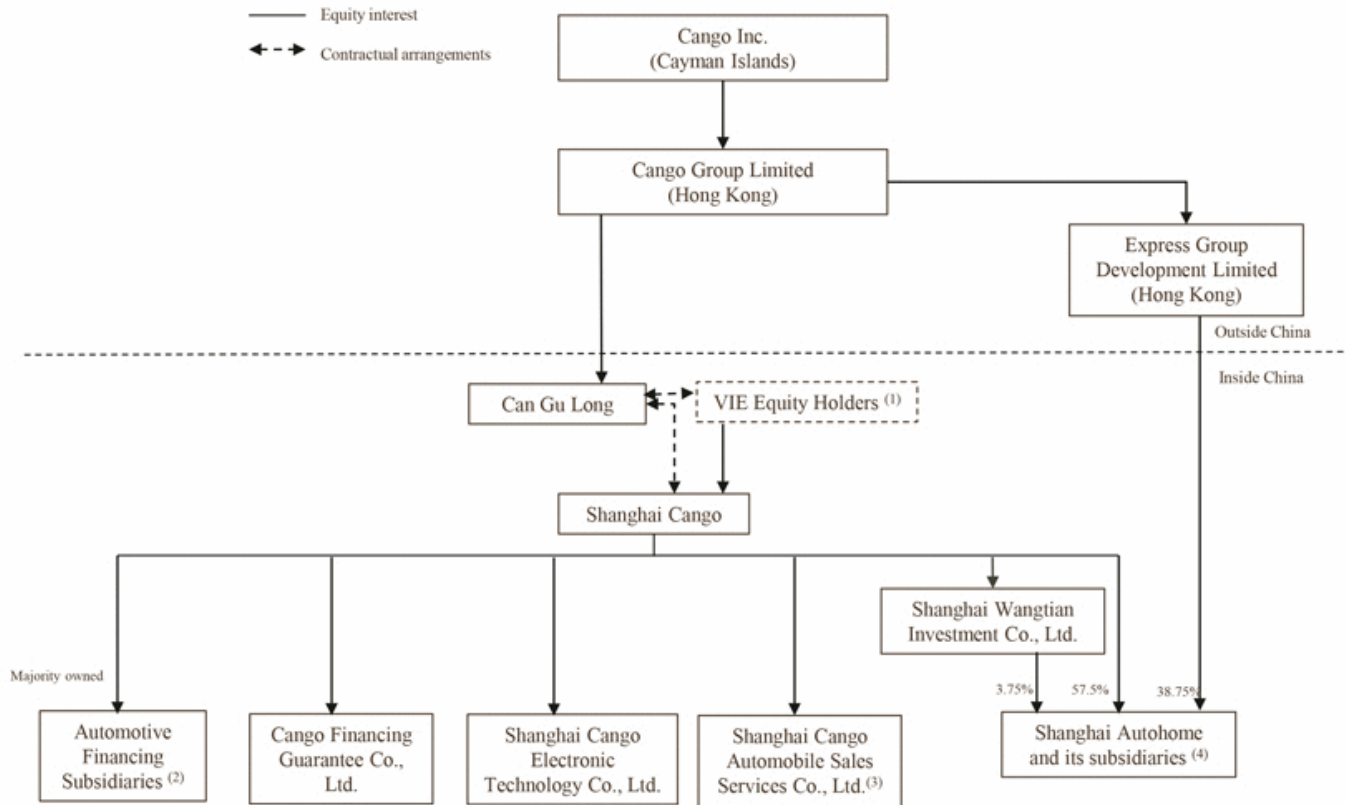 Equity interest
Contractual arrangements
Cango Inc.
(Cayman Islands)
Cango Group Limited
(Hong Kong)
Express Group
Development Limited
(Hong Kong)
Outside China
Inside China
Can Gu Long
VIE Equity Holders (1)
Shanghai Cango
Shanghai Wangtian
Investment Co., Ltd.
Majority owned
3.75%
57.5%
38.75%
Automotive
Financing
Subsidiaries (2)
Cango Financing
Guarantee Co.,
Ltd.
Shanghai Cango
Electronic
Technology Co., Ltd.
Shanghai Cango
Automobile Sales
Services Co., Ltd.(3)
Shanghai Autohome
and its subsidiaries (4)